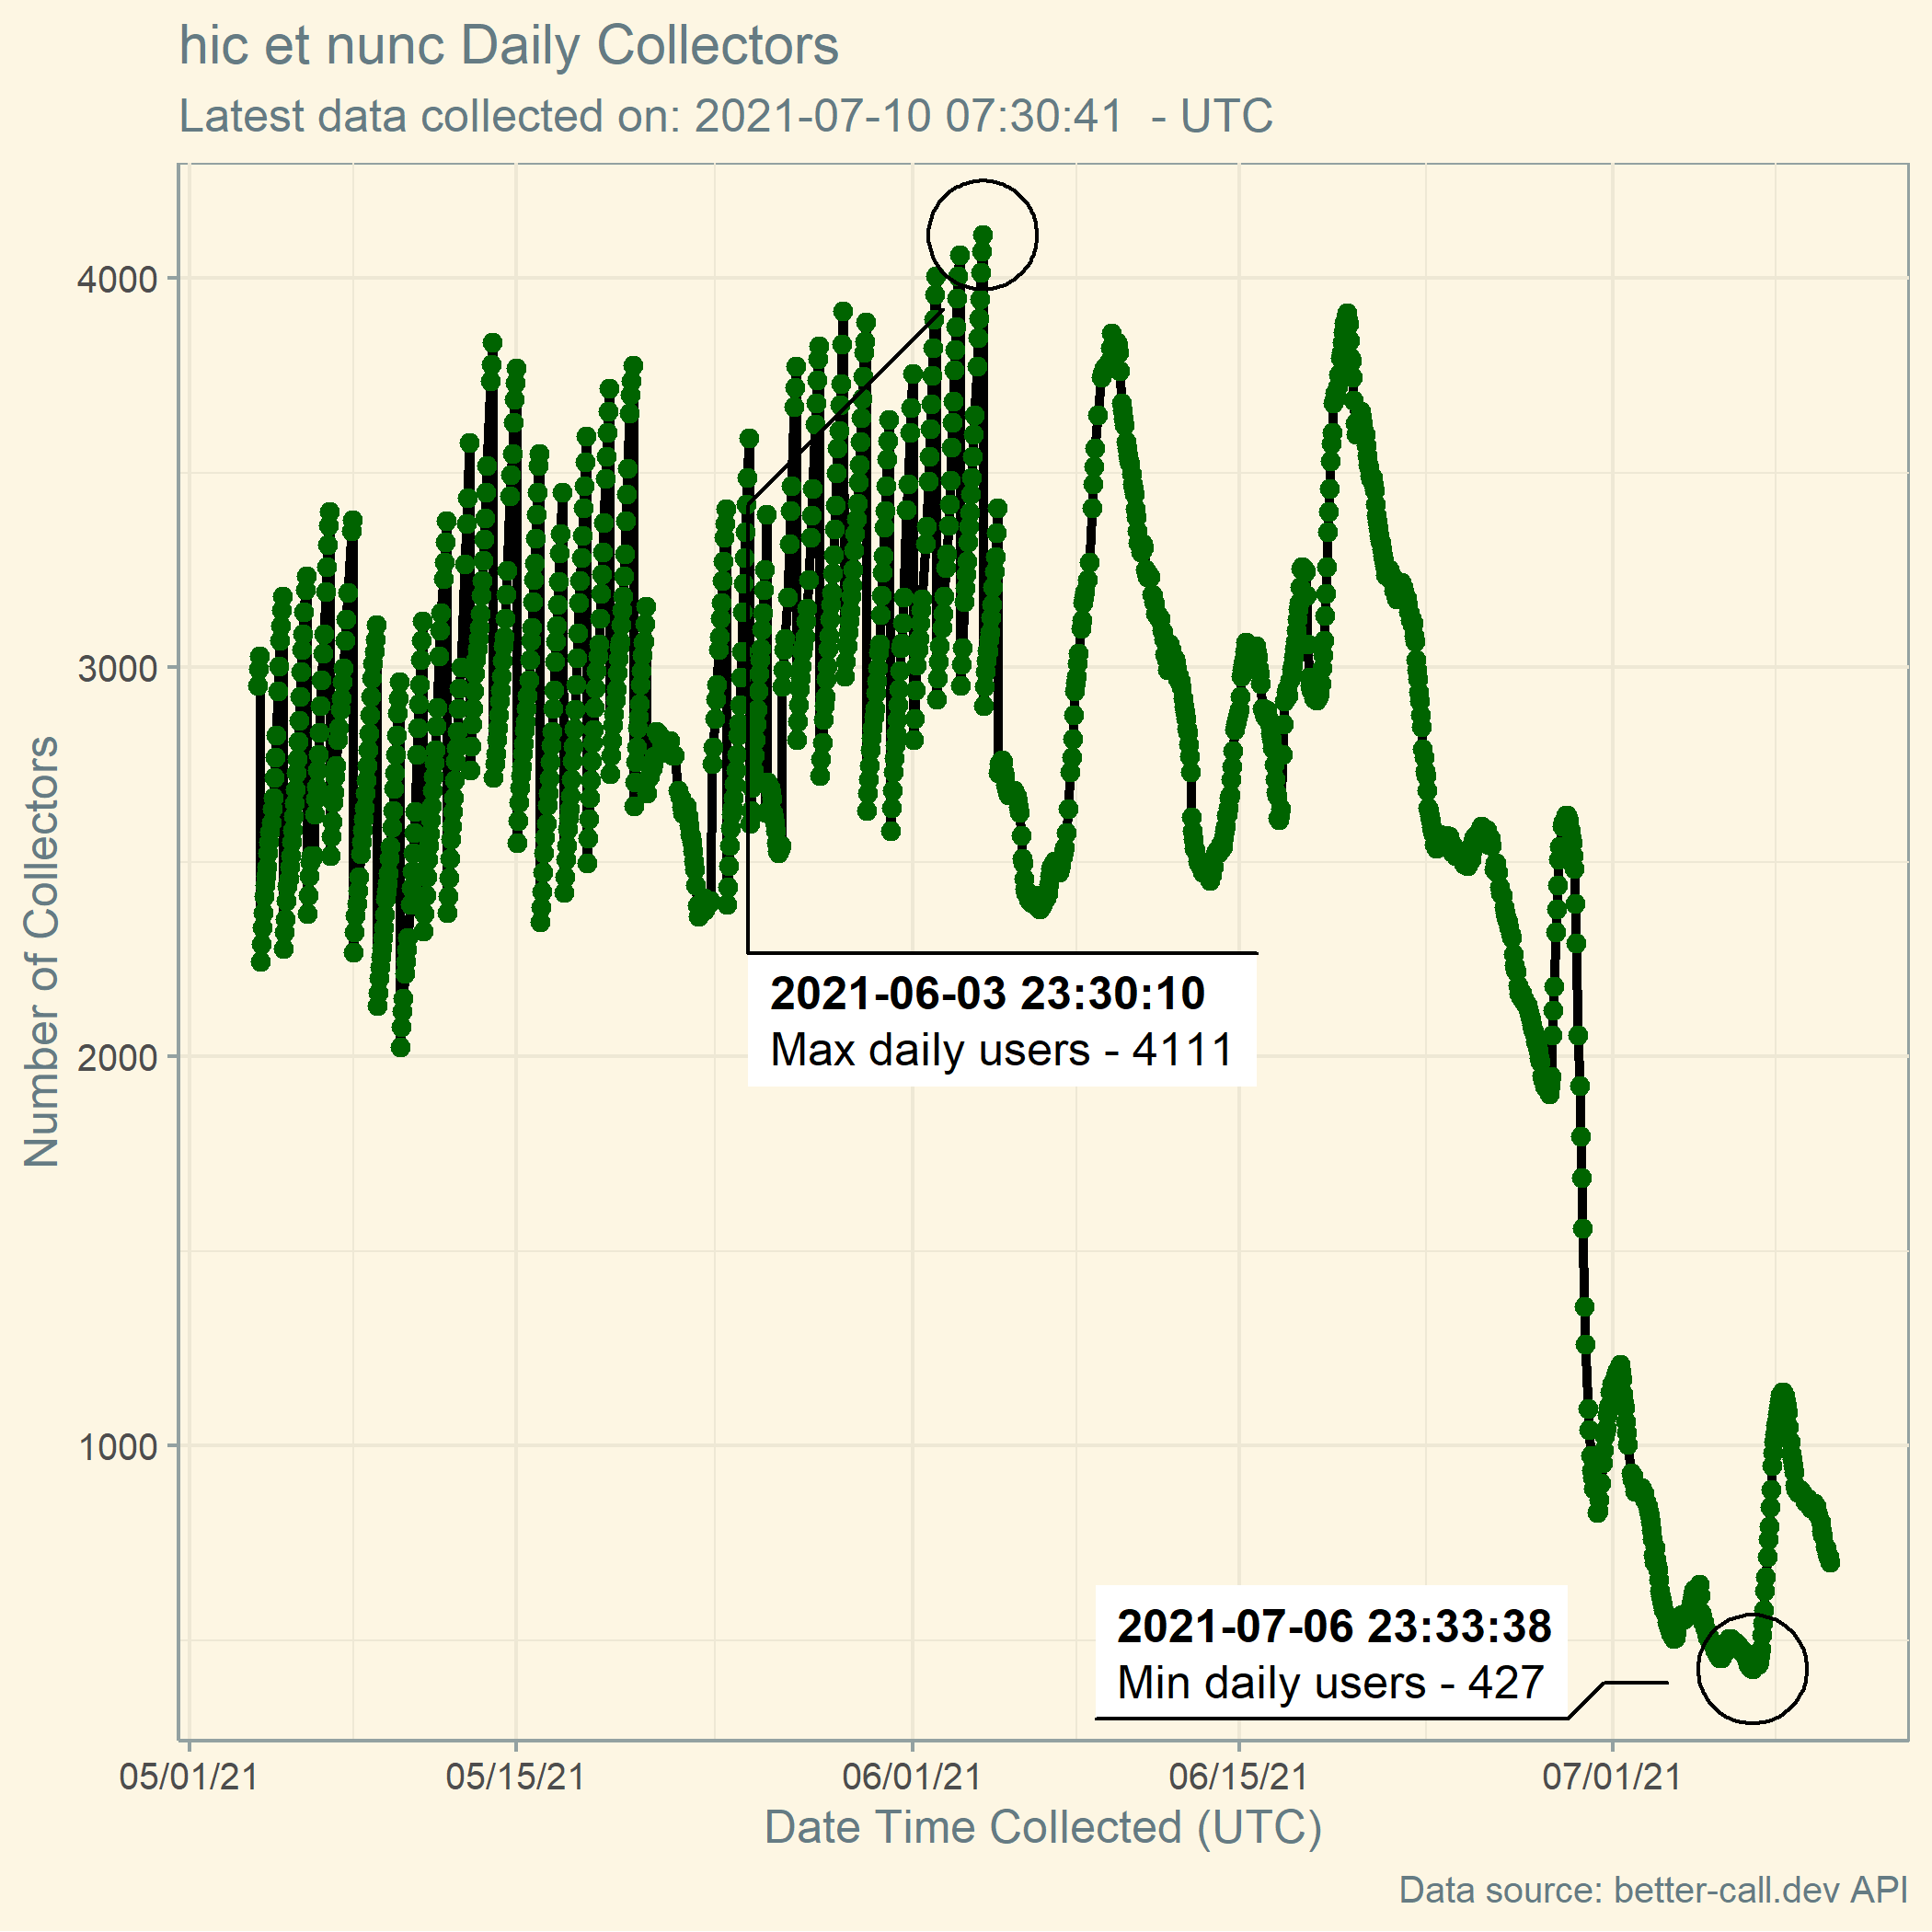 hic et nunc Daily Collectors
Latest data collected on: 2021-07-10 07:30:41  - UTC
Number of Collectors
4000
3000
2000
1000
2021-06-03 23:30:10
Max daily users - 4111
2021-07-06 23:33:38
Min daily users - 427
05/01/21 05/15/21 06/01/21 06/15/21 07/01/21
Date Time Collected (UTC)
Data source: better-call.dev API